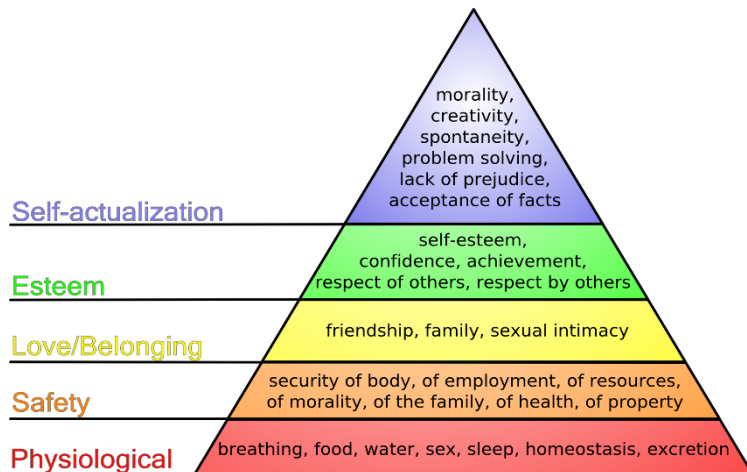 morality,
creativity,
spontaneity,
problem solving,
lack of prejudice,
acceptance of facts
Self-actualization
self-esteem,
confidence, achievement,
respect of others, respect by others
Esteem
friendship, family, sexual intimacy
Love/Belonging
security of body, of employment, of resources,
of morality, of the family, of health, of property
Safety
breathing, food, water, sex, sleep, homeostasis, excretion
Physiological